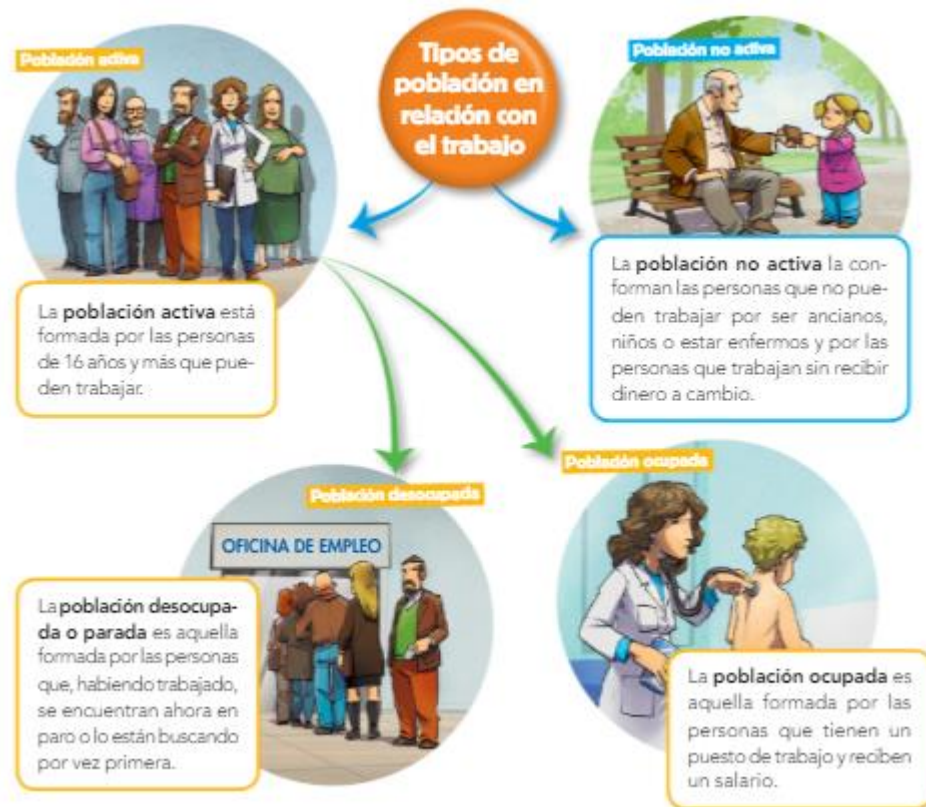 Tipos de
población en
relación con
el trabajo
Población activa
La población activa está
formada por las personas
de 16 años y más que pue-
den trabajar.
Población no activa
La población no activa la con-
forman las personas que no pue-
den trabajar por ser ancianos,
niños o estar enfermos y por las
personas que trabajan sin recibir
dinero a cambio.
Población desocupada
OFICINA DE EMPLEO
La población desocupa-
da o parada es aquella
formada por las personas
que, habiendo trabajado,
se encuentran ahora en
paro o lo están buscando
por vez primera.
Población ocupada
La población ocupada es
aquella formada por las
personas que tienen un
puesto de trabajo y reciben
un salario.